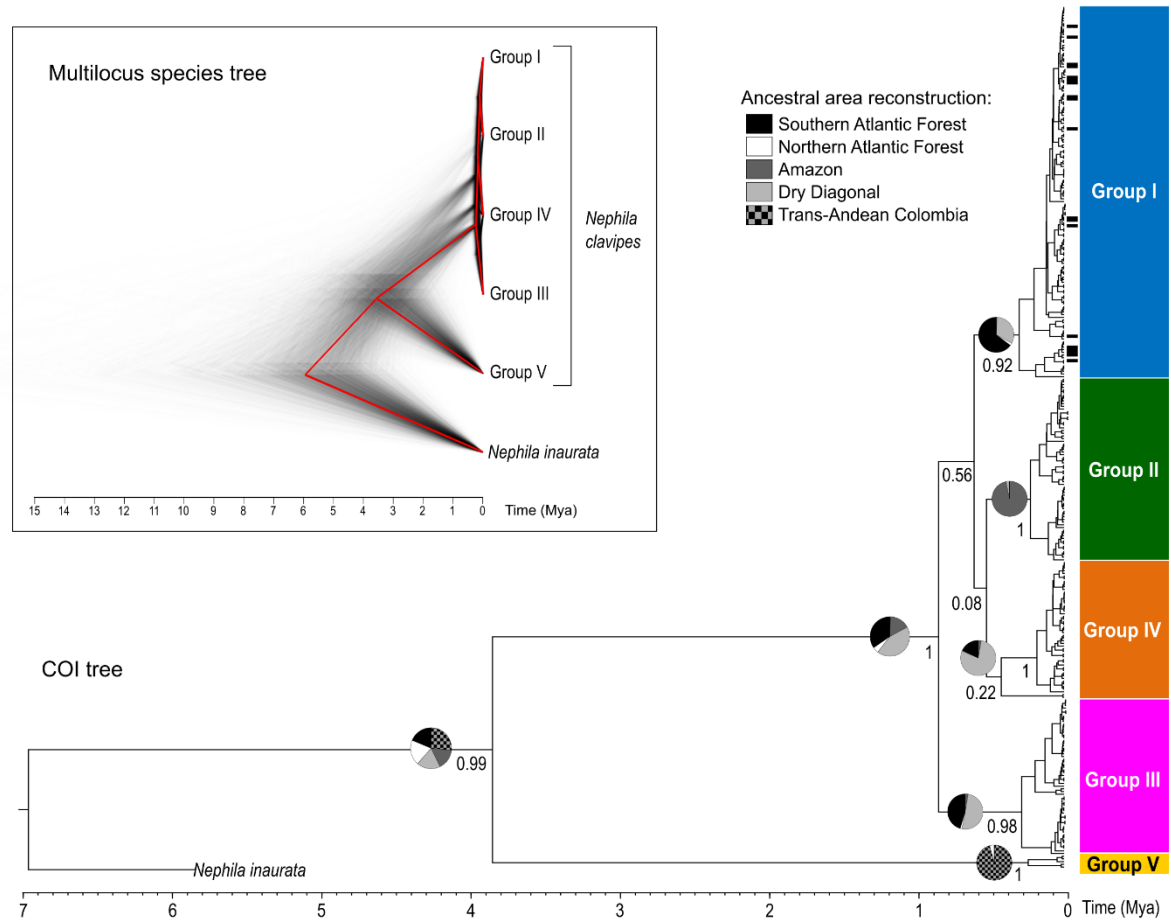 Multilocus species tree
Group I
Group II
Group IV
Nephila
clavipes
Group III
Group V
Nephila inaurata
15 14 13 12 11 10 9 8 7 6 5 4 3 2 1 0 Time (Mya)
Ancestral area reconstruction:
Southern Atlantic Forest
Northern Atlantic Forest
Amazon
Dry Diagonal
Trans-Andean Colombia
Group I
0.92
Group II
0.56
1
0.08
Group IV
1
1
0.22
COI tree
Group III
0.99
0.98
Nephila inaurata
Group V
1
7 6 5 4 3 2 1 0 Time (Mya)